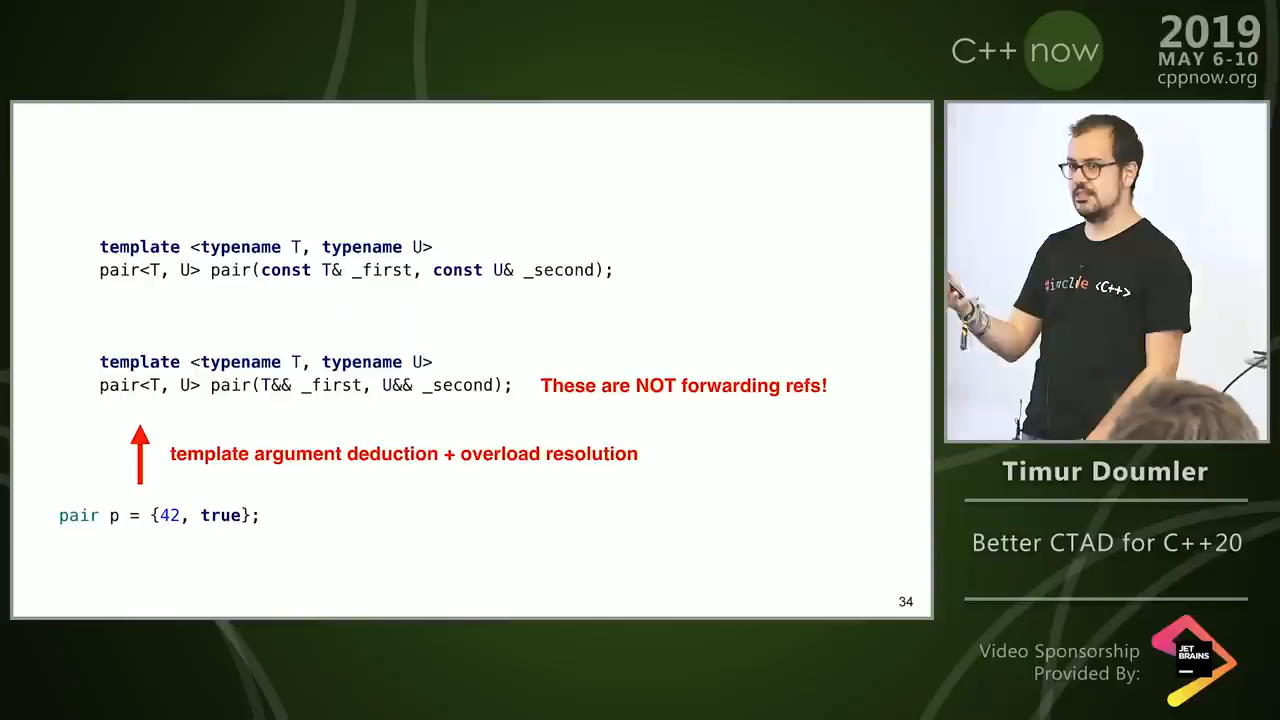 C++ now
2019
MAY 6-10
cppnow.org
template <typename T, typename U>
pair<T, U> pair(const T& _first, const U& _second);
template <typename T, typename U>
pair<T, U> pair(T&& _first, U&& _second); These are NOT forwarding refs!
template argument deduction + overload resolution
pair p = {42, true};
34
#include <C++>
Timur Doumler
Better CTAD for C++20
Video Sponsorship
Provided By:
JET
BRAINS